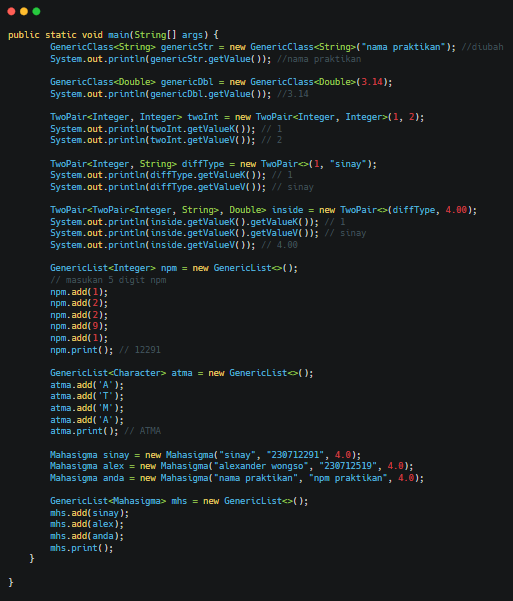 public static void main(String[] args) {
GenericClass<String> genericStr = new GenericClass<String>("nama praktikan"); //diubah
System.out.println(genericStr.getValue()); //nama praktikan
GenericClass<Double> genericDbl = new GenericClass<Double>(3.14);
System.out.println(genericDbl.getValue()); //3.14
TwoPair<Integer, Integer> twoInt = new TwoPair<Integer, Integer>(1, 2);
System.out.println(twoInt.getValueK()); // 1
System.out.println(twoInt.getValueV()); // 2
TwoPair<Integer, String> diffType = new TwoPair<>(1, "sinay");
System.out.println(diffType.getValueK()); // 1
System.out.println(diffType.getValueV()); // sinay
TwoPair<TwoPair<Integer, String>, Double> inside = new TwoPair<>(diffType, 4.00);
System.out.println(inside.getValueK().getValueK()); // 1
System.out.println(inside.getValueK().getValueV()); // sinay
System.out.println(inside.getValueV()); // 4.00
GenericList<Integer> npm = new GenericList<>();
// masukan 5 digit npm
npm.add(1);
npm.add(2);
npm.add(2);
npm.add(9);
npm.add(1);
npm.print(); // 12291
GenericList<Character> atma = new GenericList<>();
atma.add('A');
atma.add('T');
atma.add('M');
atma.add('A');
atma.print(); // ATMA
Mahasigma sinay = new Mahasigma("sinay", "230712291", 4.0);
Mahasigma alex = new Mahasigma("alexander wongso", "230712519", 4.0);
Mahasigma anda = new Mahasigma("nama praktikan", "npm praktikan", 4.0);
GenericList<Mahasigma> mhs = new GenericList<>();
mhs.add(sinay);
mhs.add(alex);
mhs.add(anda);
mhs.print();
}
}